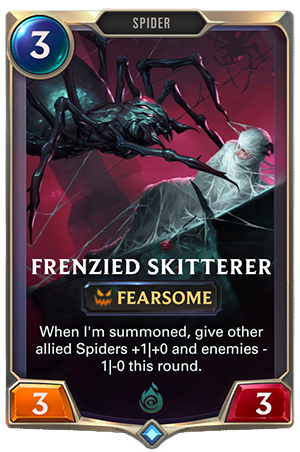 3
SPIDER
FRENZIED SKITTERER
FEARSOME
When I'm summoned, give other
allied Spiders +1|+0 and enemies -
1|-0 this round.
3
3